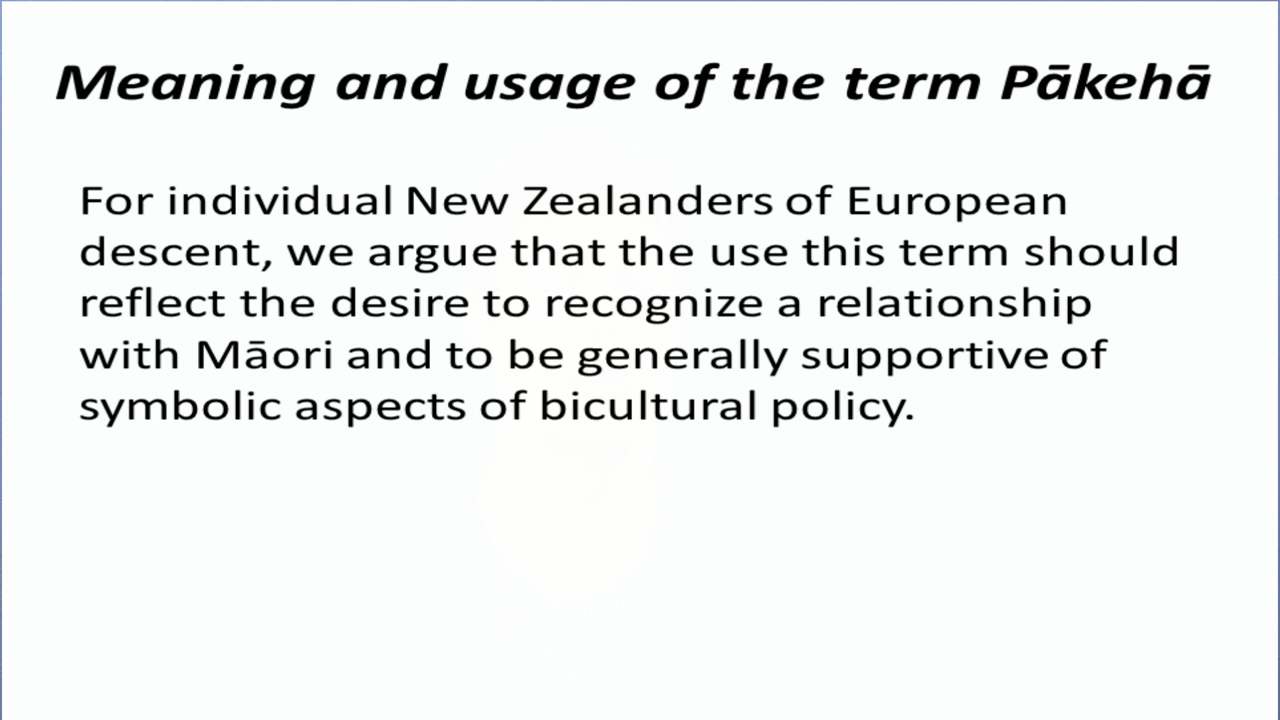 Meaning and usage of the term Pākehā
For individual New Zealanders of European
descent, we argue that the use this term should
reflect the desire to recognize a relationship
with Māori and to be generally supportive of
symbolic aspects of bicultural policy.